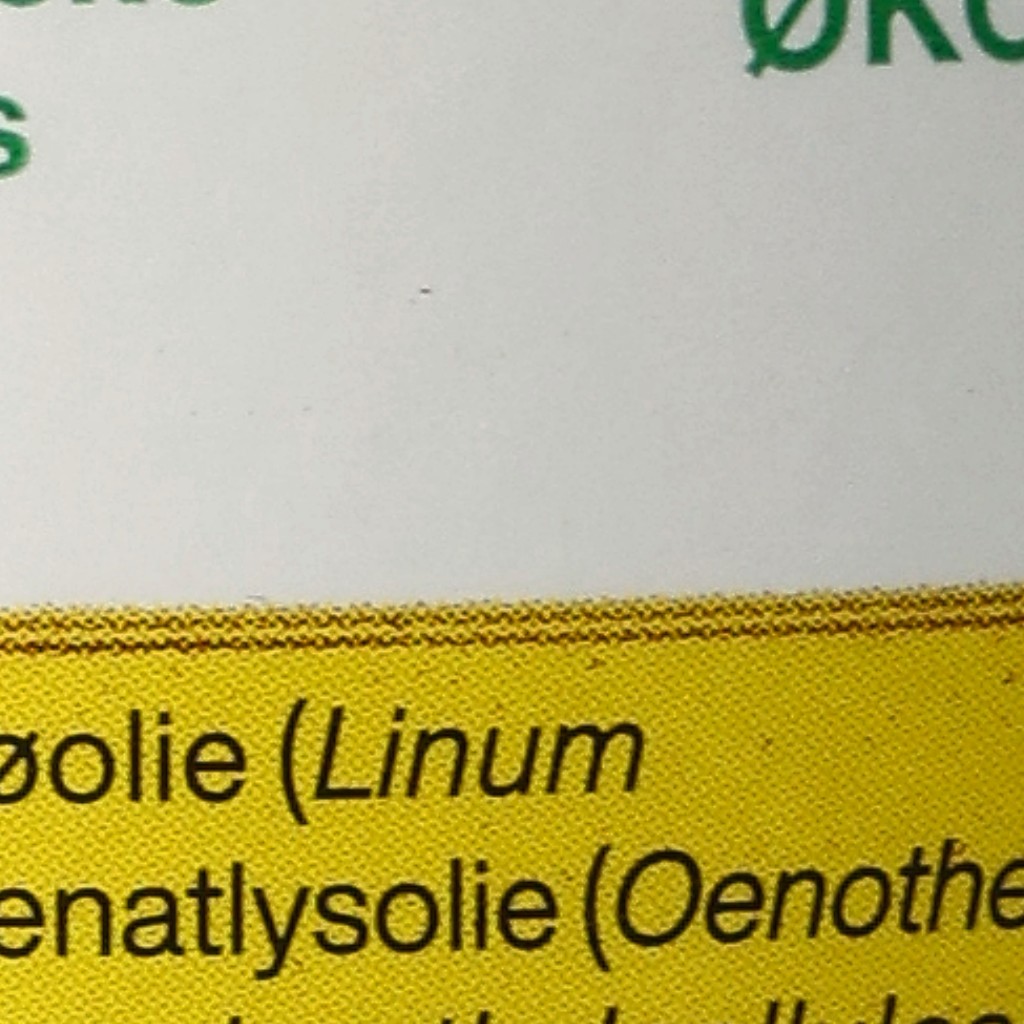 ØKO
s
øolie (Linum
enatlysolie (Oenothe